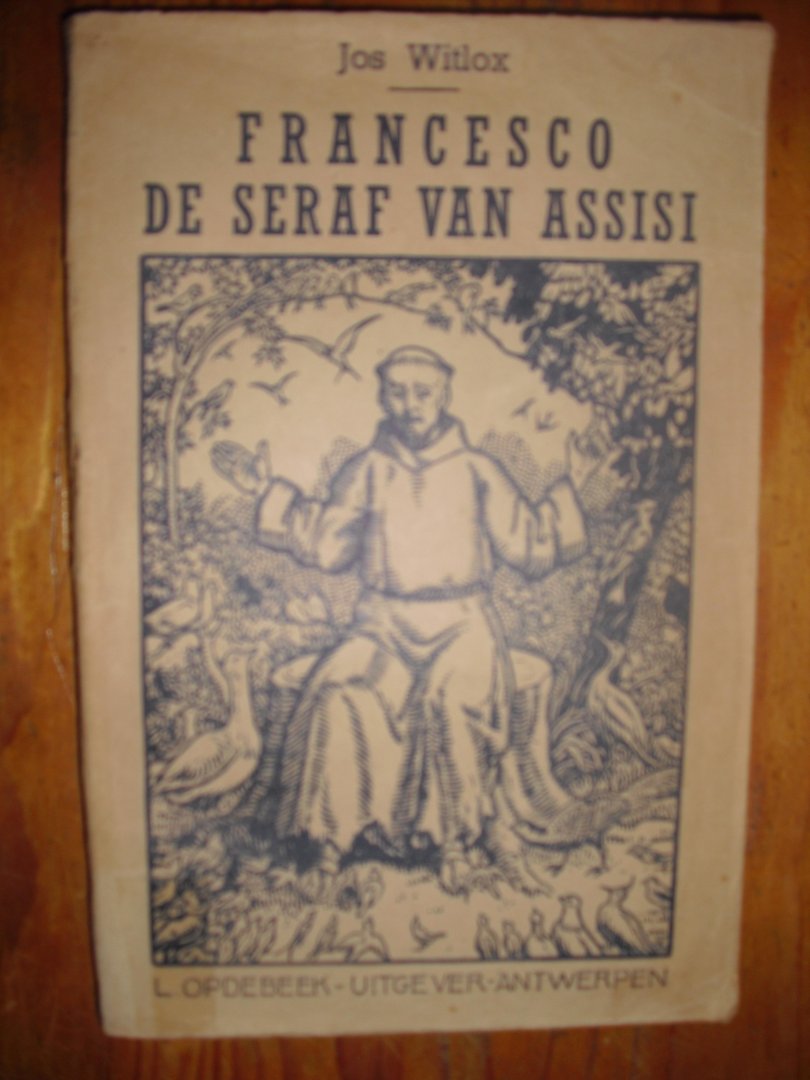 Jos Witlox
FRANCESCO
DE SERAF VAN ASSISI
L. OPDEBEEK - UITGEVER - ANTWERPEN